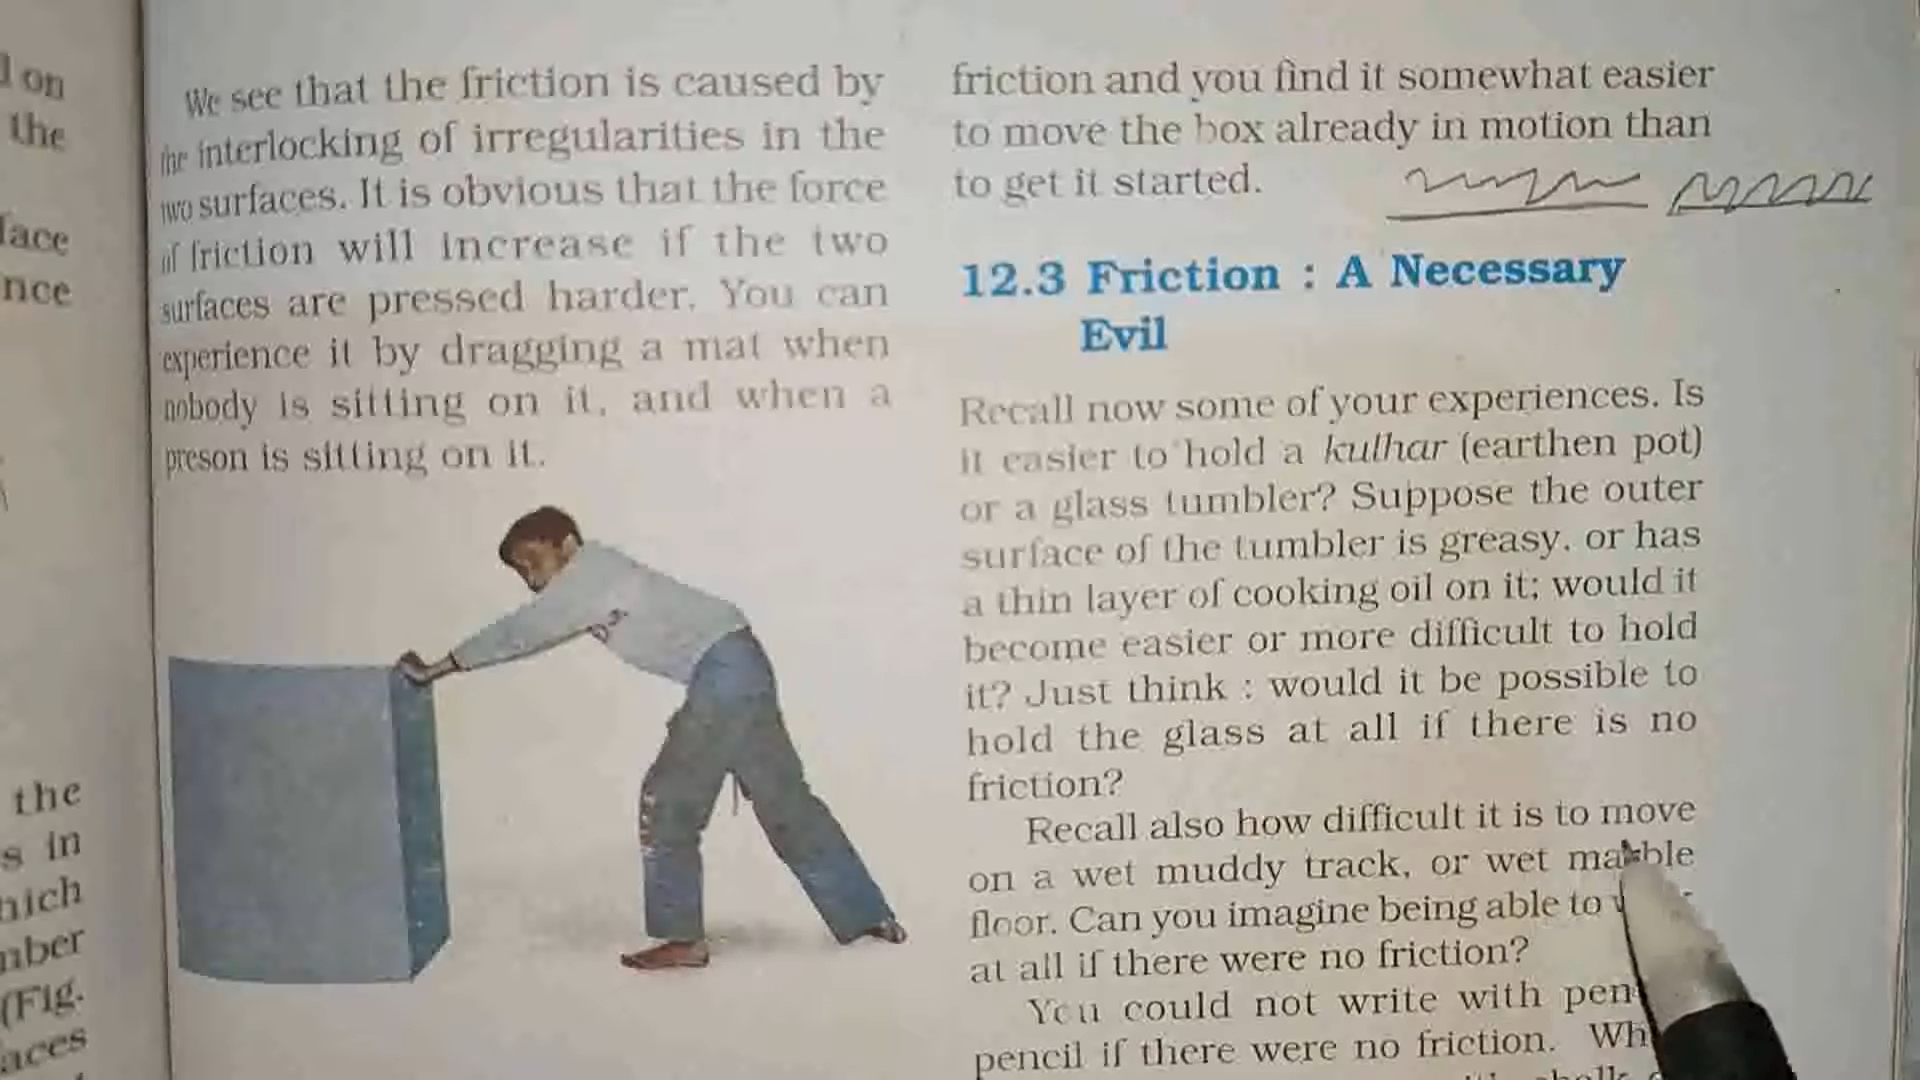 l on
the
face
nce
the
s in
hich
mber
(Fig.
aces
We see that the friction is caused by
the interlocking of irregularities in the
two surfaces. It is obvious that the force
of friction will increase if the two
surfaces are pressed harder. You can
experience it by dragging a mat when
nobody is sitting on it, and when a
preson is sitting on it.
friction and you find it somewhat easier
to move the box already in motion than
to get it started.
12.3 Friction : A Necessary
Evil
Recall now some of your experiences. Is
it easier to hold a kulhar (earthen pot)
or a glass tumbler? Suppose the outer
surface of the tumbler is greasy, or has
a thin layer of cooking oil on it; would it
become easier or more difficult to hold
it? Just think : would it be possible to
hold the glass at all if there is no
friction?
Recall also how difficult it is to move
on a wet muddy track, or wet marble
floor. Can you imagine being able to
at all if there were no friction?
You could not write with pen
pencil if there were no friction. Wh